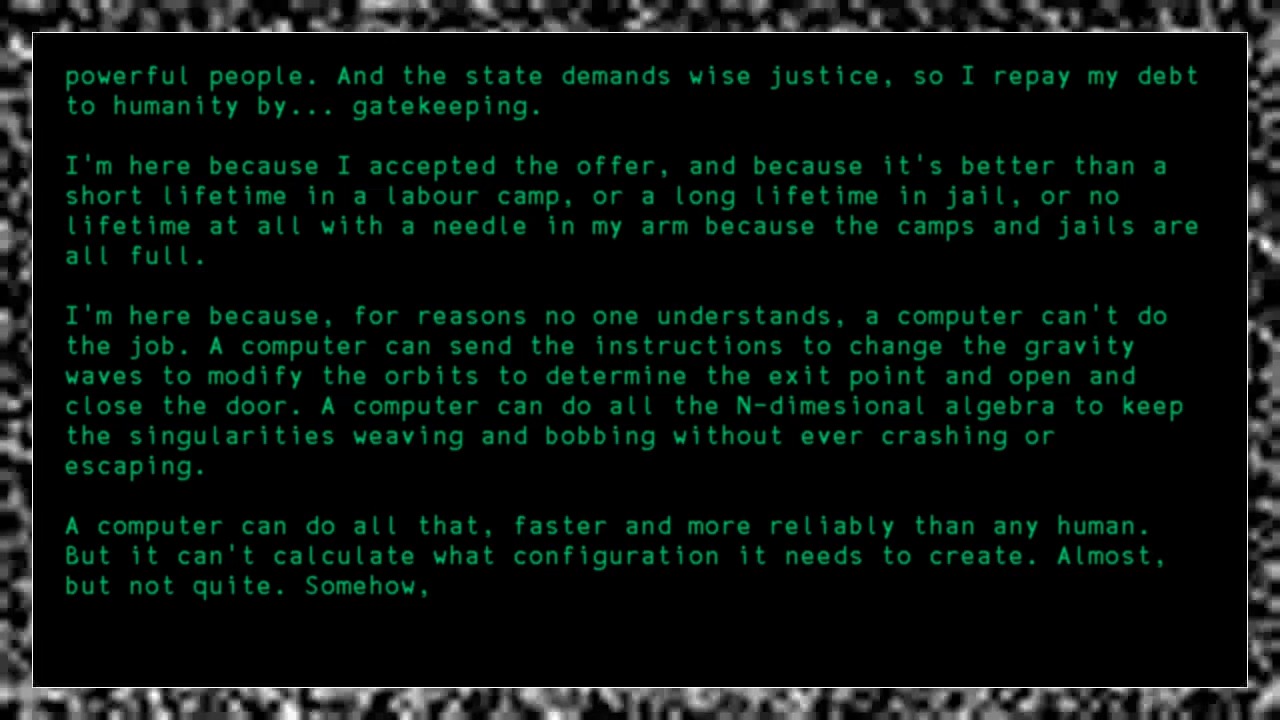 powerful people. And the state demands wise justice, so I repay my debt
to humanity by... gatekeeping.
I'm here because I accepted the offer, and because it's better than a
short lifetime in a labour camp, or a long lifetime in jail, or no
lifetime at all with a needle in my arm because the camps and jails are
all full.
I'm here because, for reasons no one understands, a computer can't do
the job. A computer can send the instructions to change the gravity
waves to modify the orbits to determine the exit point and open and
close the door. A computer can do all the N-dimesional algebra to keep
the singularities weaving and bobbing without ever crashing or
escaping.
A computer can do all that, faster and more reliably than any human.
But it can't calculate what configuration it needs to create. Almost,
but not quite. Somehow,